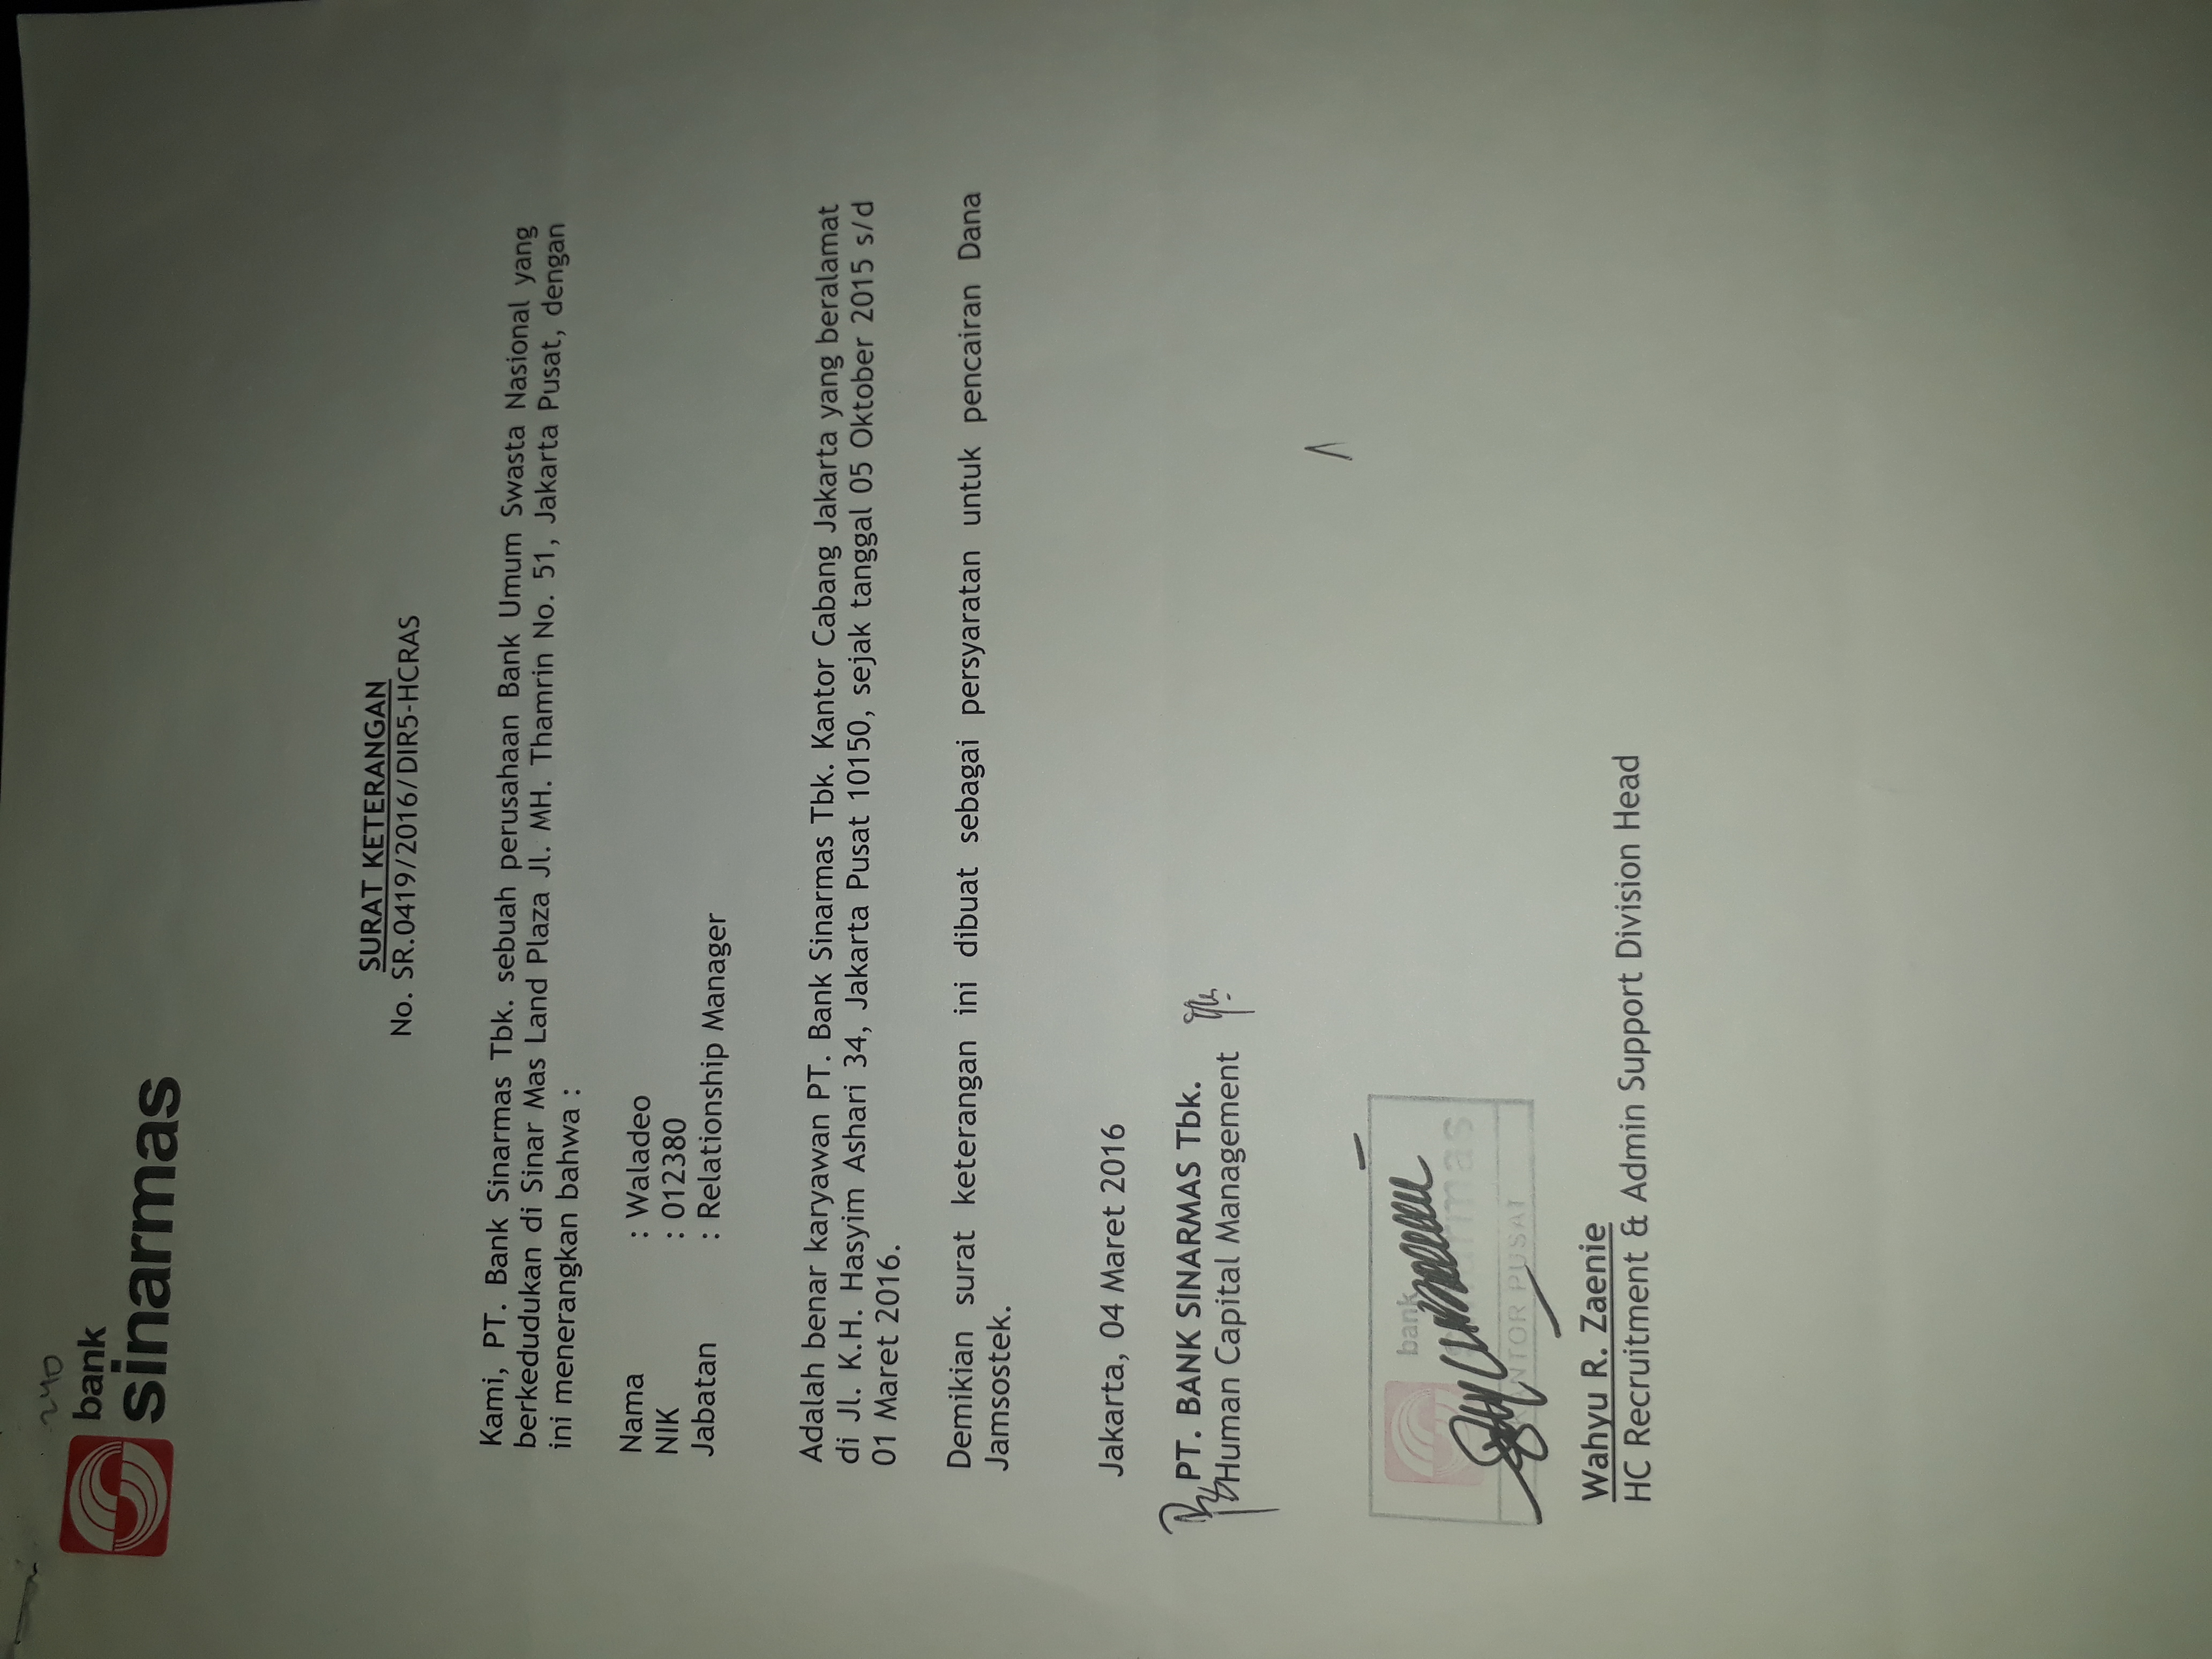 240
bank
sinarmas
SURAT KETERANGAN
No. SR.0419/2016/DIR5-HCRAS
Kami, PT. Bank Sinarmas Tbk. sebuah perusahaan Bank Umum Swasta Nasional yang
berkedudukan di Sinar Mas Land Plaza Jl. MH. Thamrin No. 51, Jakarta Pusat, dengan
ini menerangkan bahwa :
Nama : Waladeo
NIK : 012380
Jabatan : Relationship Manager
Adalah benar karyawan PT. Bank Sinarmas Tbk. Kantor Cabang Jakarta yang beralamat
di Jl. K.H. Hasyim Ashari 34, Jakarta Pusat 10150, sejak tanggal 05 Oktober 2015 s/d
01 Maret 2016.
Demikian surat keterangan ini dibuat sebagai persyaratan untuk pencairan Dana
Jamsostek.
Jakarta, 04 Maret 2016
PT. BANK SINARMAS Tbk.
Human Capital Management
bank
sinarmas
KANTOR PUSAT
Wahyu R. Zaenie
HC Recruitment & Admin Support Division Head